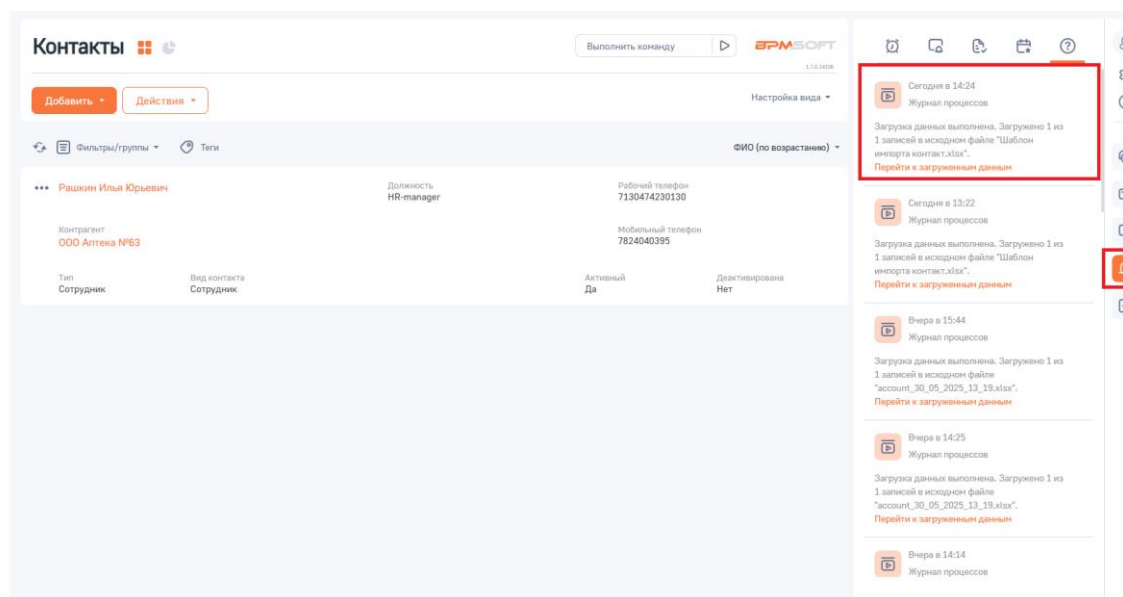 Контакты
Выполнить команду
BPMSOFT
Добавить
Действия
Настройка вида
Фильтры/группы
Теги
ФИО (по возрастанию)
Рашкин Илья Юрьевич
Должность
HR-manager
Рабочий телефон
7130474230130
Контрагент
ООО Аптека №63
Мобильный телефон
7824040395
Тип
Сотрудник
Вид контакта
Сотрудник
Активный
Да
Деактивирована
Нет
Сегодня в 14:24
Журнал процессов
Загрузка данных выполнена. Загружено 1 из
1 записей в исходном файле "Шаблон
импорта контакт.xlsx".
Перейти к загруженным данным
Сегодня в 13:22
Журнал процессов
Загрузка данных выполнена. Загружено 1 из
1 записей в исходном файле "Шаблон
импорта контакт.xlsx".
Перейти к загруженным данным
Вчера в 15:44
Журнал процессов
Загрузка данных выполнена. Загружено 1 из
1 записей в исходном файле
"account_30_05_2025_13_19.xlsx".
Перейти к загруженным данным
Вчера в 14:25
Журнал процессов
Загрузка данных выполнена. Загружено 1 из
1 записей в исходном файле
"account_30_05_2025_13_19.xlsx".
Перейти к загруженным данным
Вчера в 14:14
Журнал процессов